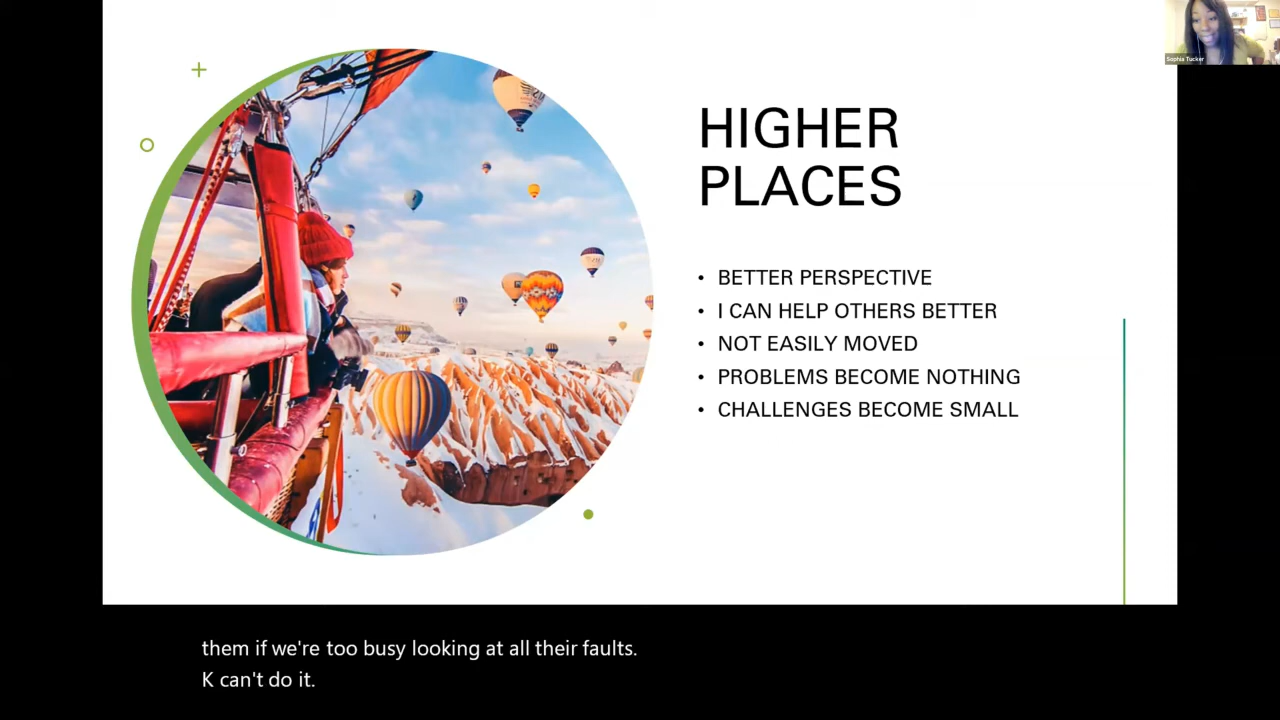 Sophia Tucker
HIGHER
PLACES
• BETTER PERSPECTIVE
• I CAN HELP OTHERS BETTER
• NOT EASILY MOVED
• PROBLEMS BECOME NOTHING
• CHALLENGES BECOME SMALL
them if we're too busy looking at all their faults.
K can't do it.